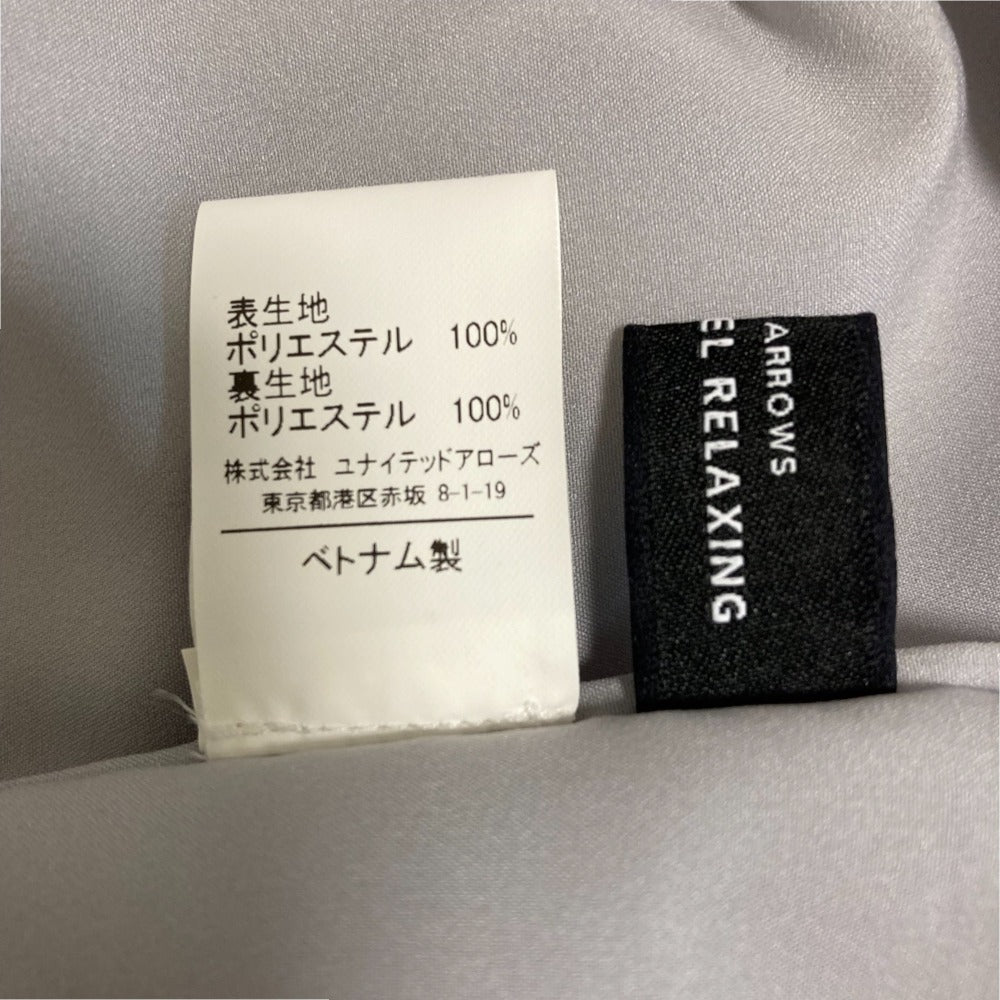 表生地
ポリエステル 100%
裏生地
ポリエステル 100%
株式会社 ユナイテッドアローズ
東京都港区赤坂 8-1-19
ベトナム製
ARROWS
EL RELAXING